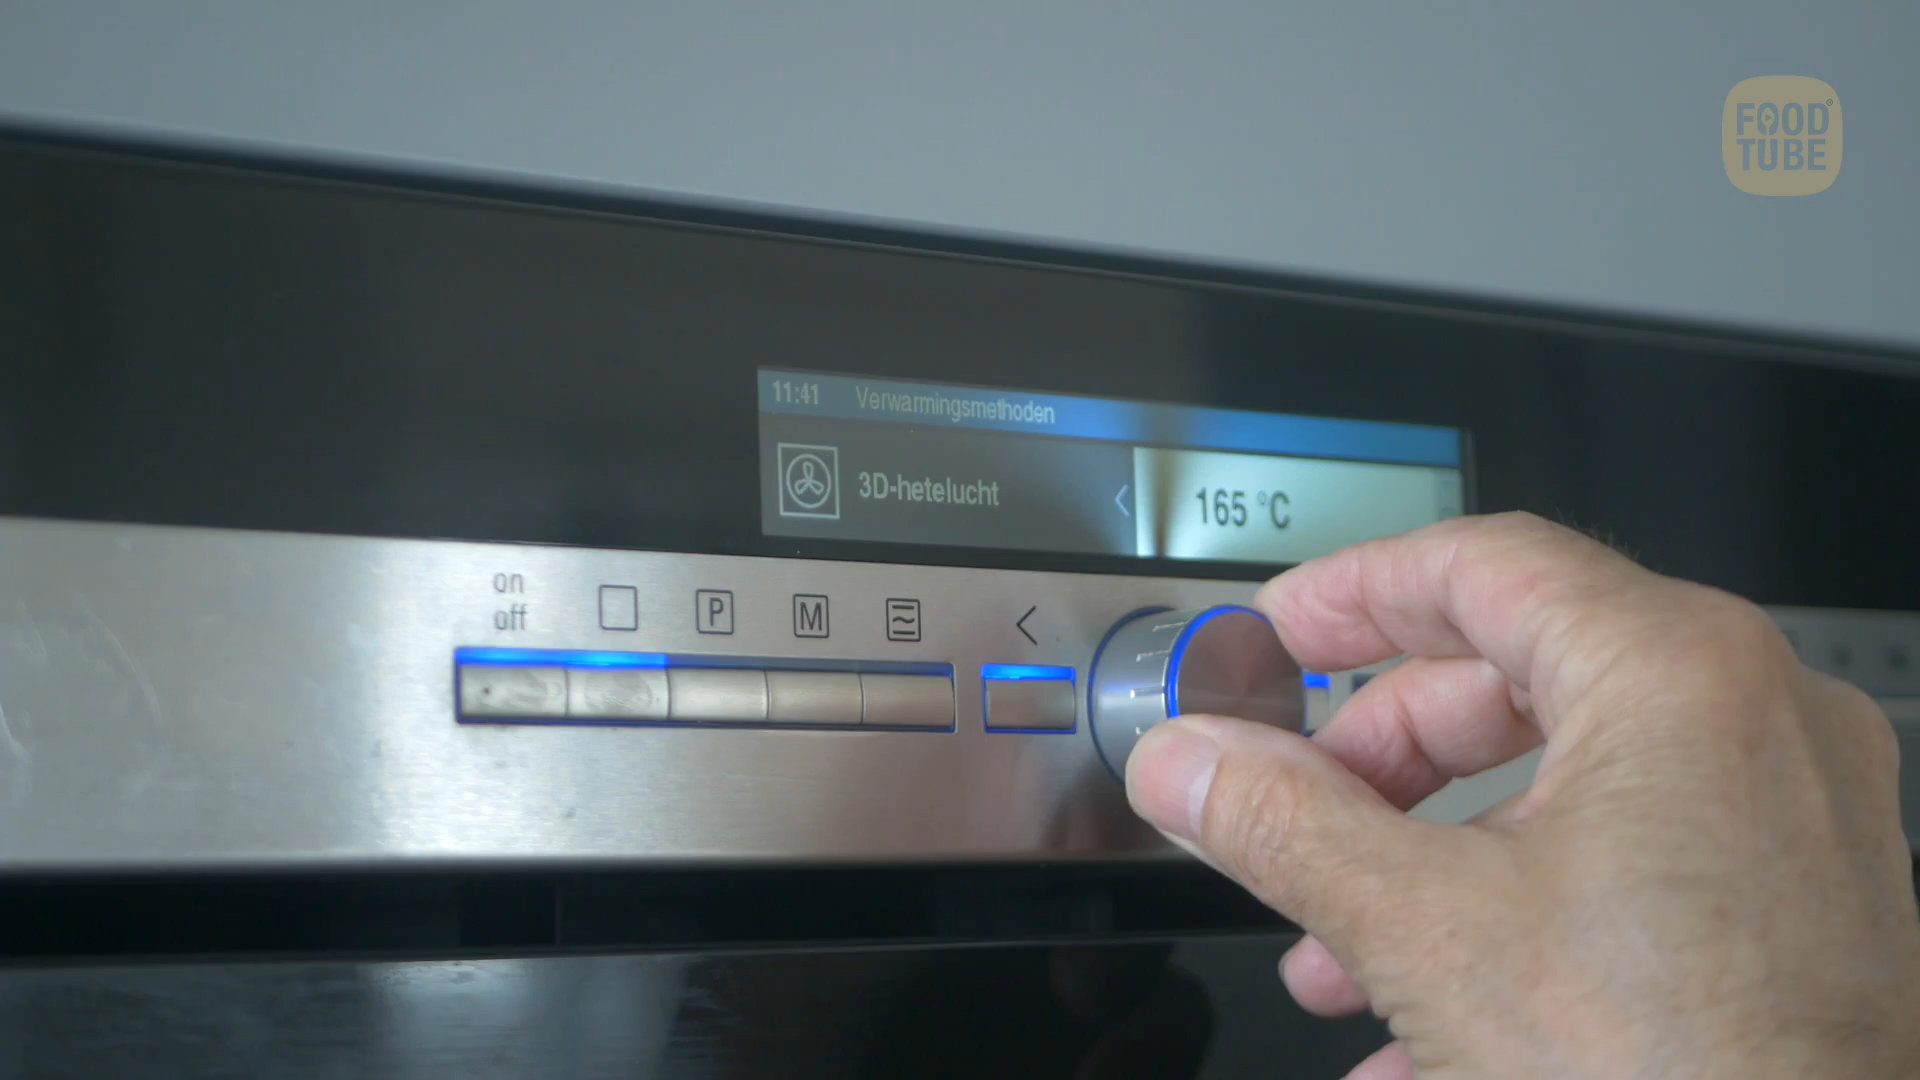 FOOD
TUBE
11:41 Verwarmingsmethoden
3D-hetelucht < 165 °C
on
off
P M <